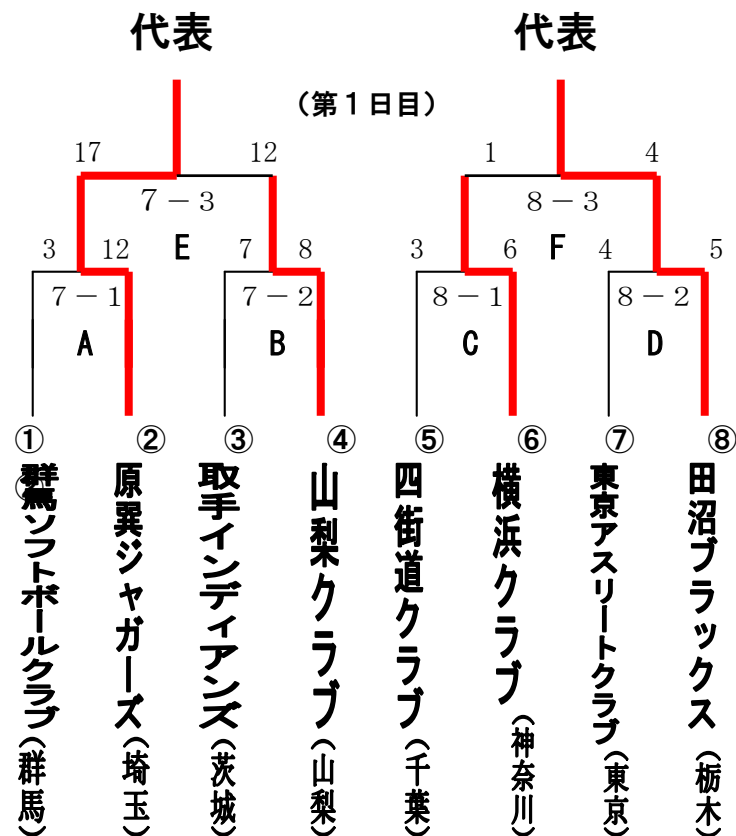 代表 代表
（第１日目）
17 12 1 4
７－３ ８－３
E F
3 12 7 8 3 6 4 5
７－１ ７－２ ８－１ ８－２
A B C D
① ② ③ ④ ⑤ ⑥ ⑦ ⑧
群馬ソフトボールクラブ（群馬）
原巽ジャガーズ（埼玉）
取手インディアンズ（茨城）
山梨クラブ（山梨）
四街道クラブ（千葉）
横浜クラブ（神奈川）
東京アスリートクラブ（東京）
田沼ブラックス（栃木）